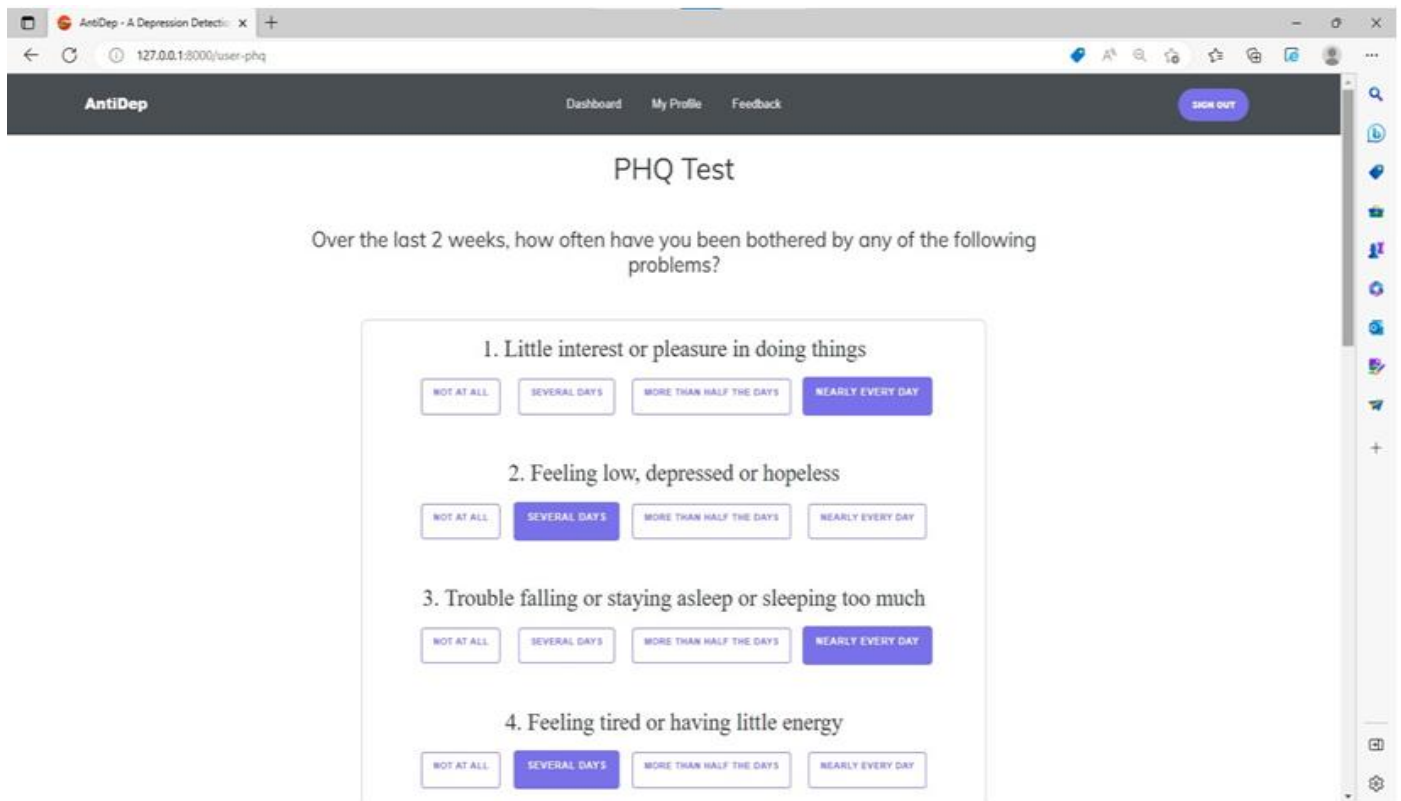 AntiDep - A Depression Detectio
127.0.0.1:8000/user-phq
AntiDep
Dashboard My Profile Feedback
SIGN OUT
PHQ Test
Over the last 2 weeks, how often have you been bothered by any of the following
problems?
1. Little interest or pleasure in doing things
NOT AT ALL SEVERAL DAYS MORE THAN HALF THE DAYS NEARLY EVERY DAY
2. Feeling low, depressed or hopeless
NOT AT ALL SEVERAL DAYS MORE THAN HALF THE DAYS NEARLY EVERY DAY
3. Trouble falling or staying asleep or sleeping too much
NOT AT ALL SEVERAL DAYS MORE THAN HALF THE DAYS NEARLY EVERY DAY
4. Feeling tired or having little energy
NOT AT ALL SEVERAL DAYS MORE THAN HALF THE DAYS NEARLY EVERY DAY